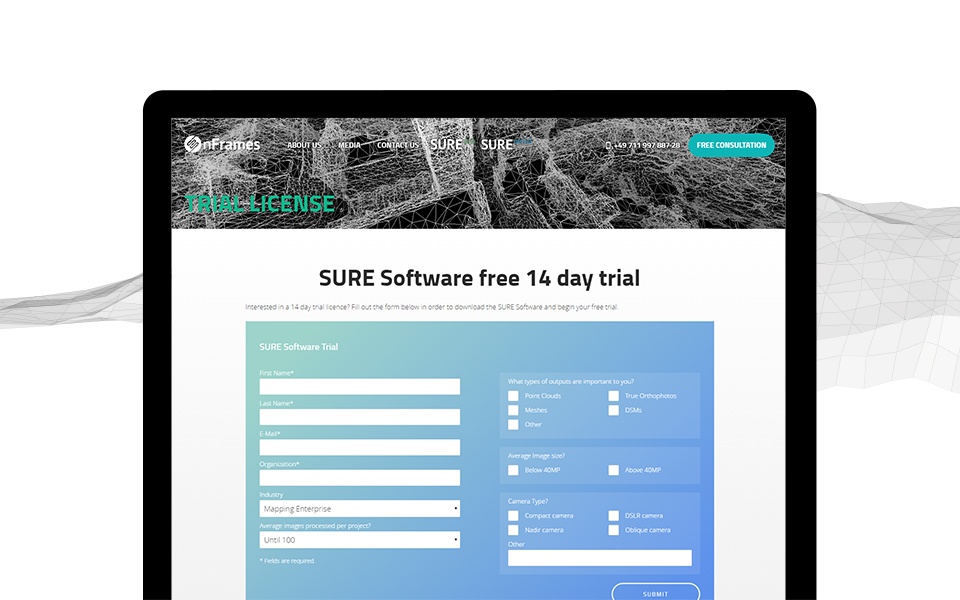 nFrames ABOUT US MEDIA CONTACT US SURE SURE +49 711 997 887-28 FREE CONSULTATION
TRIAL LICENSE
SURE Software free 14 day trial
Interested in a 14 day trial licence? Fill out the form below in order to download the SURE Software and begin your free trial.
SURE Software Trial
First Name*
Last Name*
E-Mail*
Organization*
Industry
Mapping Enterprise
Average images processed per project?
Until 100
* Fields are required.
What types of outputs are important to you?
Point Clouds True Orthophotos
Meshes DSMs
Other
Average Image size?
Below 40MP Above 40MP
Camera Type?
Compact camera DSLR camera
Nadir camera Oblique camera
Other
SUBMIT